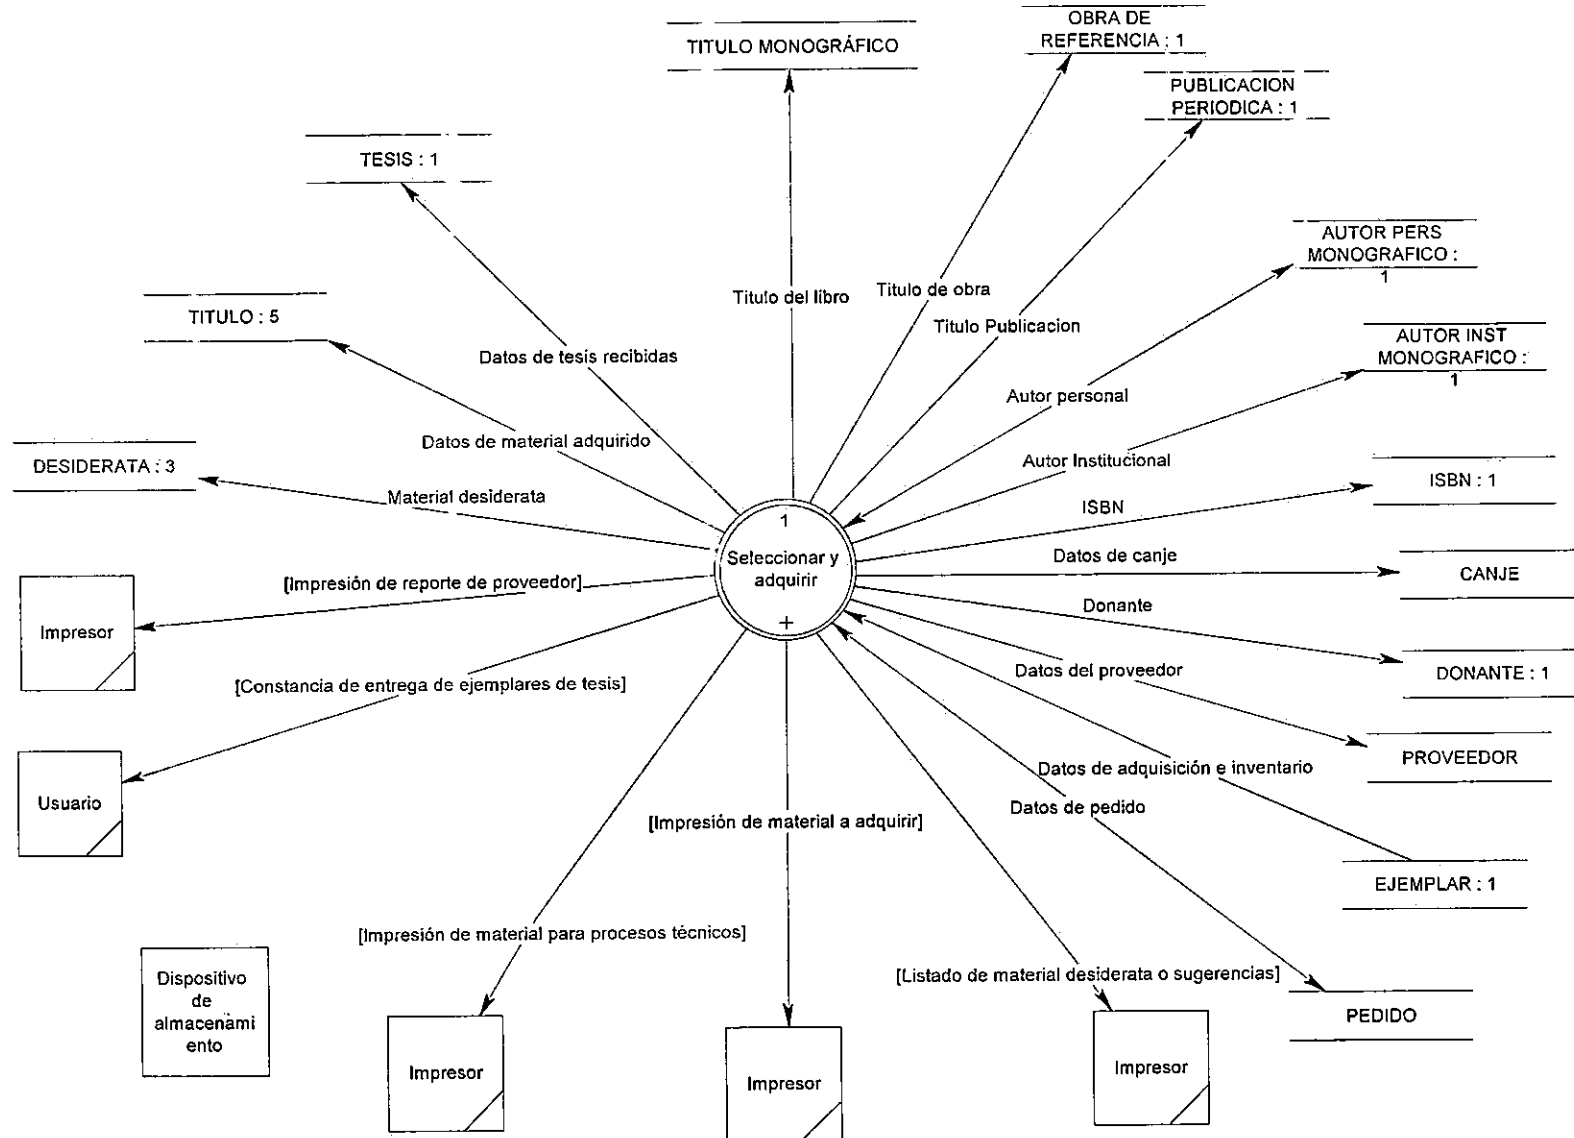 OBRA DE
REFERENCIA : 1
TITULO MONOGRÁFICO
PUBLICACION
PERIODICA : 1
TESIS : 1
AUTOR PERS
MONOGRAFICO :
1
Titulo del libro
Titulo de obra
TITULO : 5
Titulo Publicacion
AUTOR INST
MONOGRAFICO :
1
Datos de tesis recibidas
Autor personal
Datos de material adquirido
DESIDERATA : 3
Autor Institucional
ISBN : 1
Material desiderata
ISBN
1
Seleccionar y
adquirir
+
Datos de canje
CANJE
[Impresión de reporte de proveedor]
Donante
Impresor
Datos del proveedor
DONANTE : 1
[Constancia de entrega de ejemplares de tesis]
PROVEEDOR
Datos de adquisición e inventario
Usuario
Datos de pedido
[Impresión de material a adquirir]
EJEMPLAR : 1
[Impresión de material para procesos técnicos]
[Listado de material desiderata o sugerencias]
Dispositivo
de
almacenami
ento
PEDIDO
Impresor
Impresor
Impresor